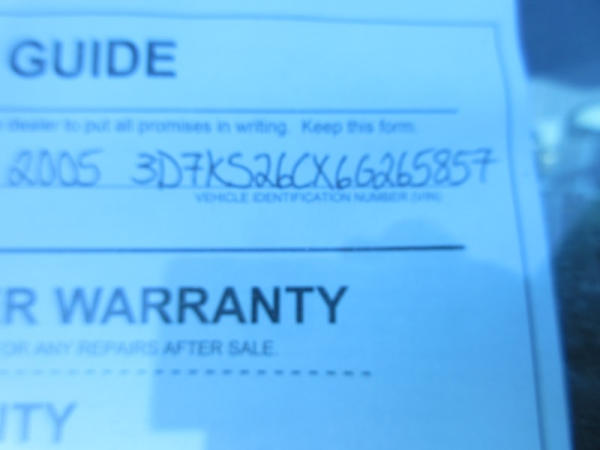 GUIDE
dealer to put all promises in writing. Keep this form.
2005 3D7KS26CX6G265857
VEHICLE IDENTIFICATION NUMBER (VIN)
R WARRANTY
FOR ANY REPAIRS AFTER SALE.
NTY